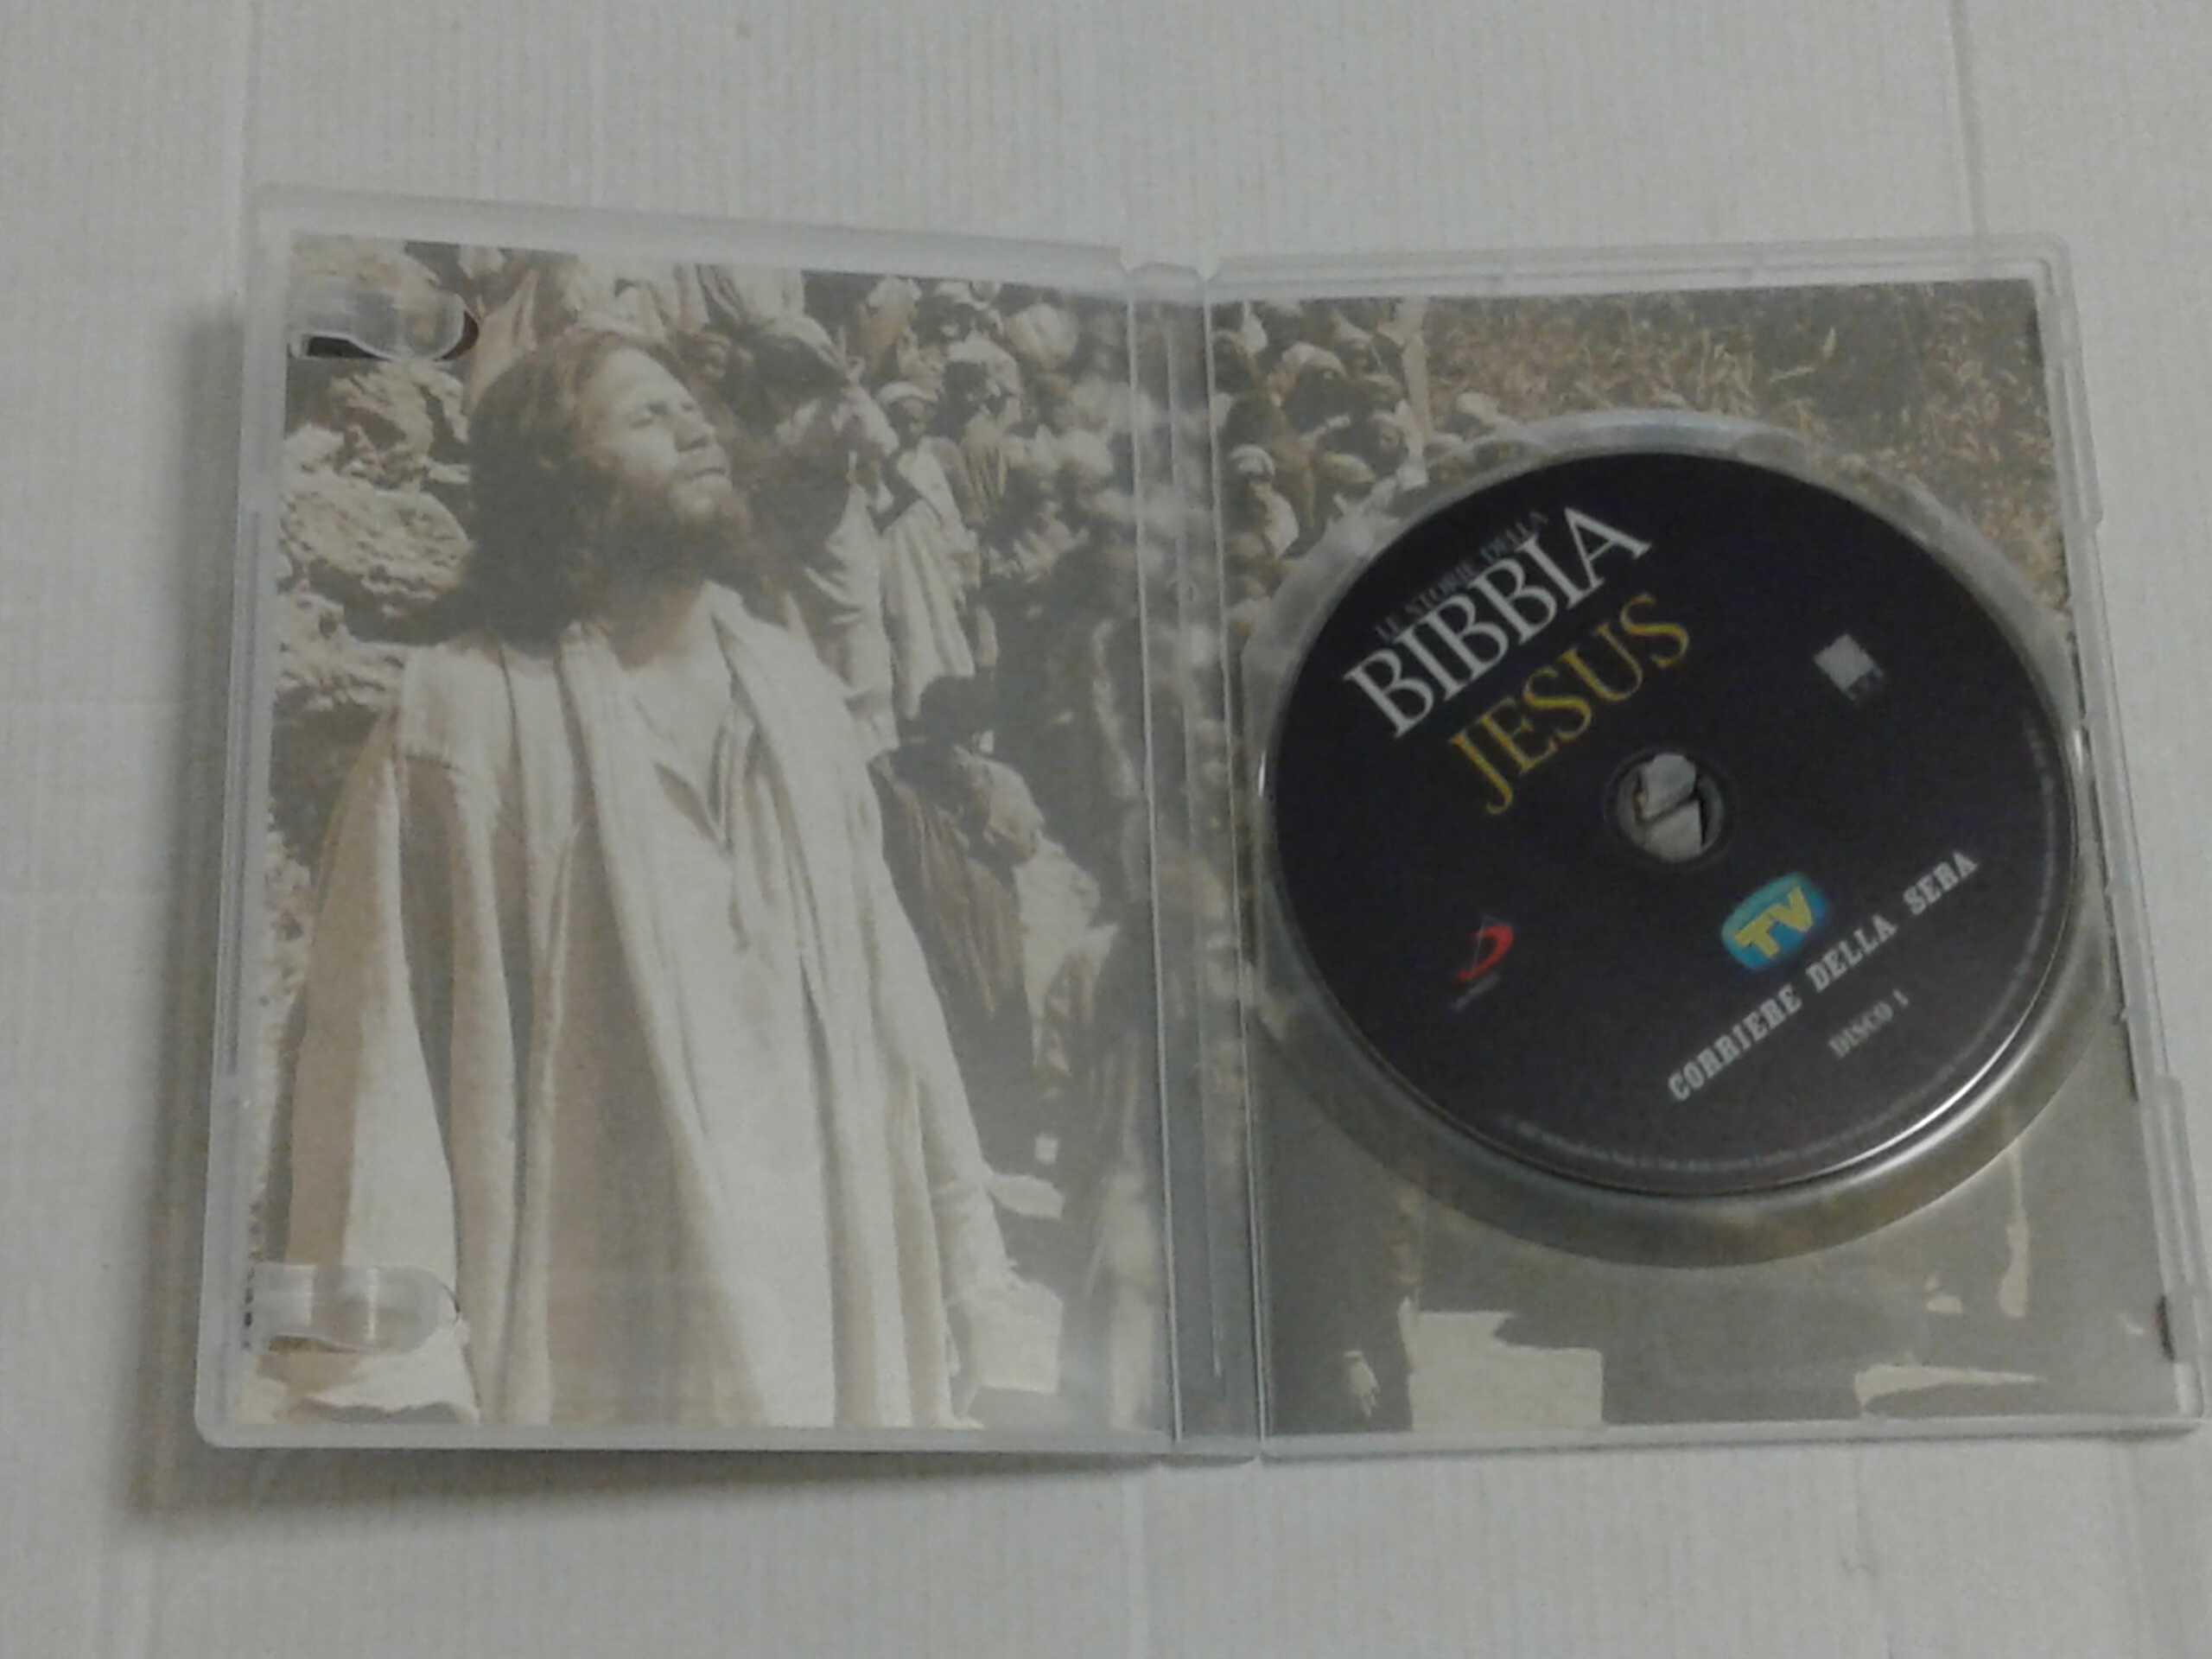 LE STORIE DELLA
BIBBIA
JESUS
TV
CORRIERE DELLA SERA
DISCO 1